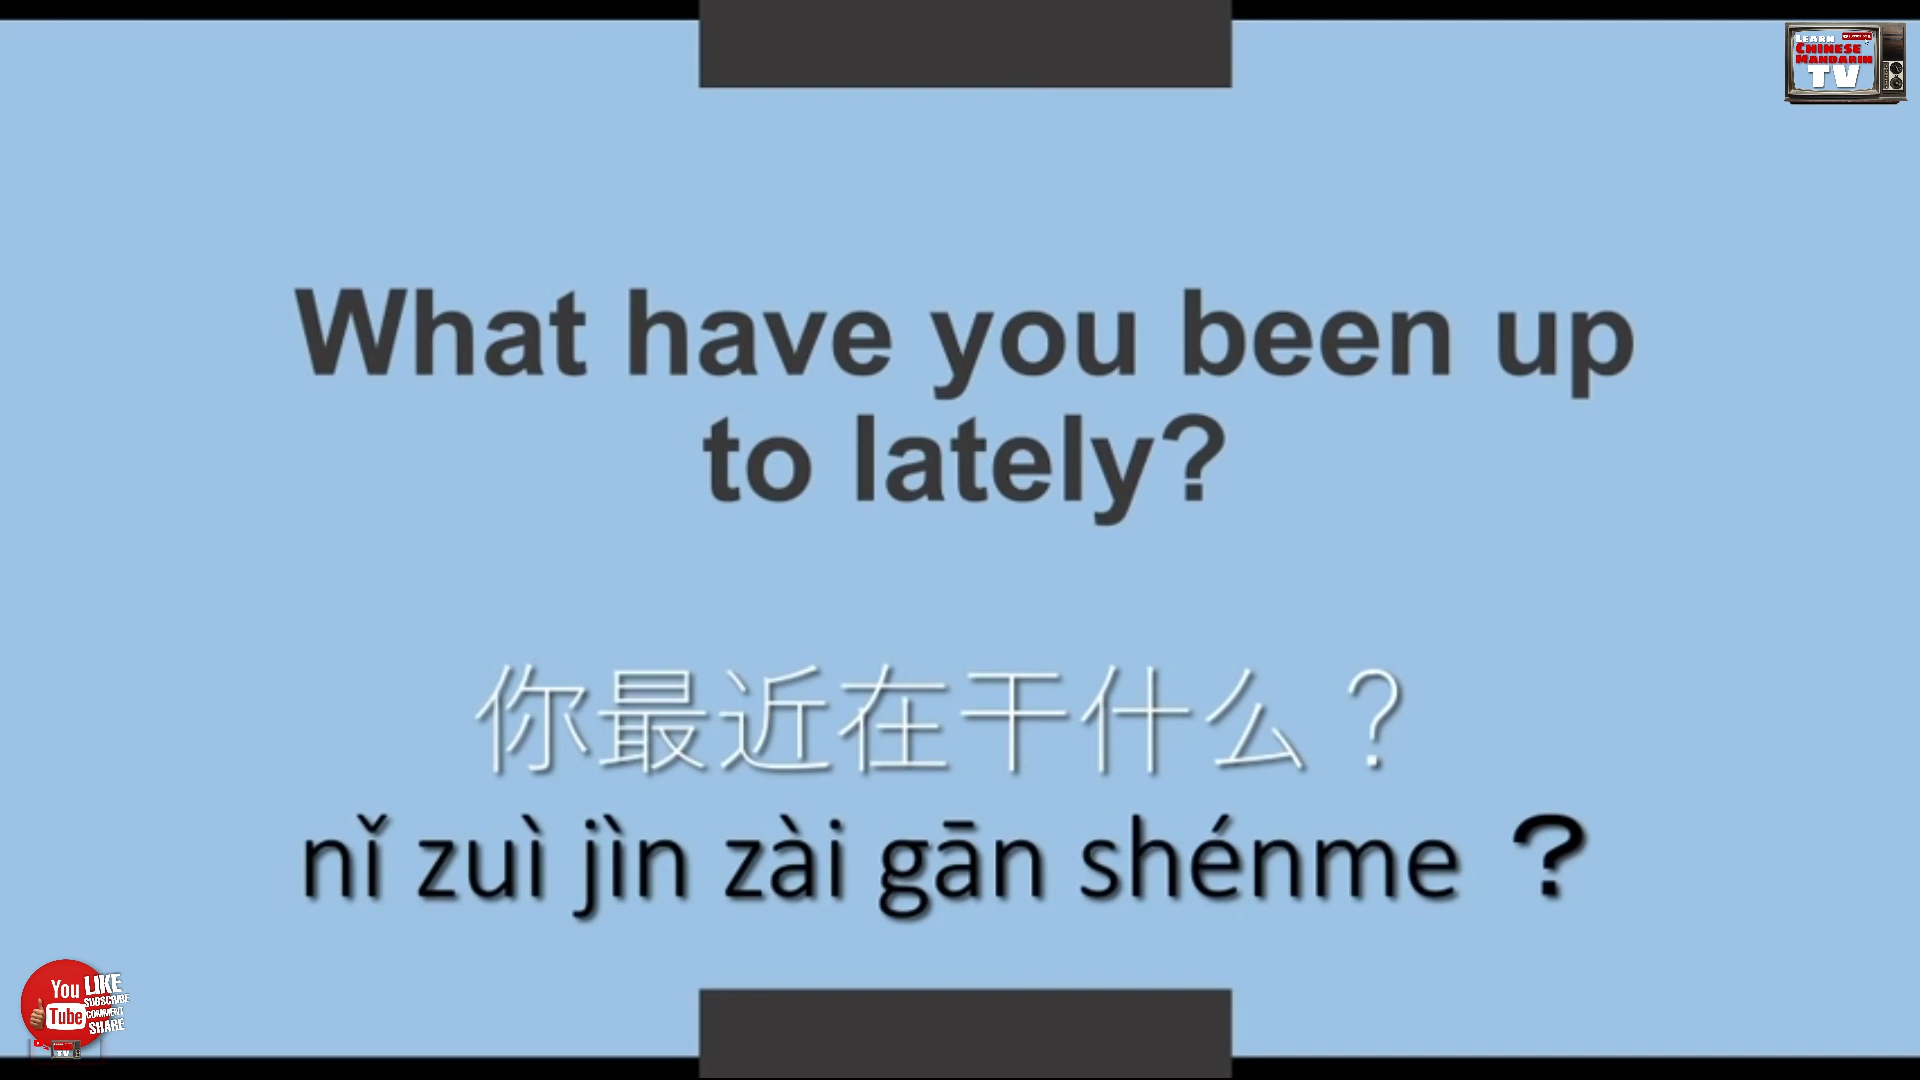 LEARN
CHINESE
MANDARIN
TV
What have you been up
to lately?
你最近在干什么？
nǐ zuì jìn zài gān shénme ？
You
Tube
LIKE
SUBSCRIBE
COMMENT
SHARE
TV